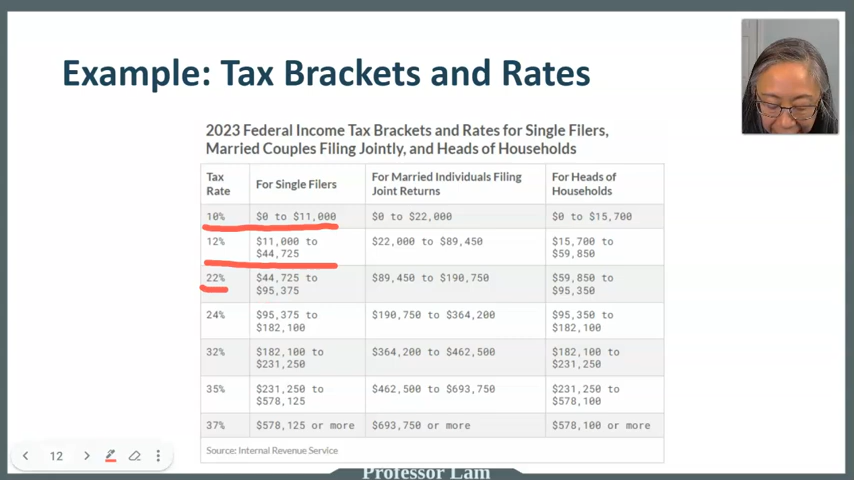 Example: Tax Brackets and Rates
2023 Federal Income Tax Brackets and Rates for Single Filers,
Married Couples Filing Jointly, and Heads of Households
Tax Rate For Single Filers For Married Individuals Filing Joint Returns For Heads of Households
10% $0 to $11,000 $0 to $22,000 $0 to $15,700
12% $11,000 to $44,725 $22,000 to $89,450 $15,700 to $59,850
22% $44,725 to $95,375 $89,450 to $190,750 $59,850 to $95,350
24% $95,375 to $182,100 $190,750 to $364,200 $95,350 to $182,100
32% $182,100 to $231,250 $364,200 to $462,500 $182,100 to $231,250
35% $231,250 to $578,125 $462,500 to $693,750 $231,250 to $578,100
37% $578,125 or more $693,750 or more $578,100 or more
Source: Internal Revenue Service
12
Professor Lam